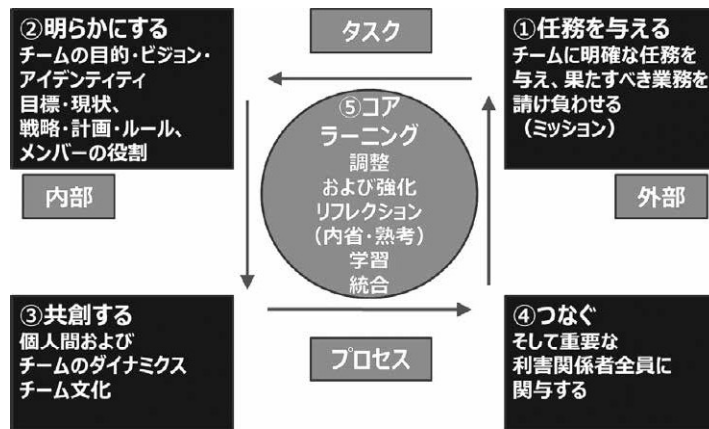 ②明らかにする
チームの目的・ビジョン・
アイデンティティ
目標・現状、
戦略・計画・ルール、
メンバーの役割
タスク
①任務を与える
チームに明確な任務を
与え、果たすべき業務を
請け負わせる
（ミッション）
⑤コア
ラーニング
調整
および強化
リフレクション
（内省・熟考）
学習
統合
内部
外部
③共創する
個人間および
チームのダイナミクス
チーム文化
プロセス
④つなぐ
そして重要な
利害関係者全員に
関与する